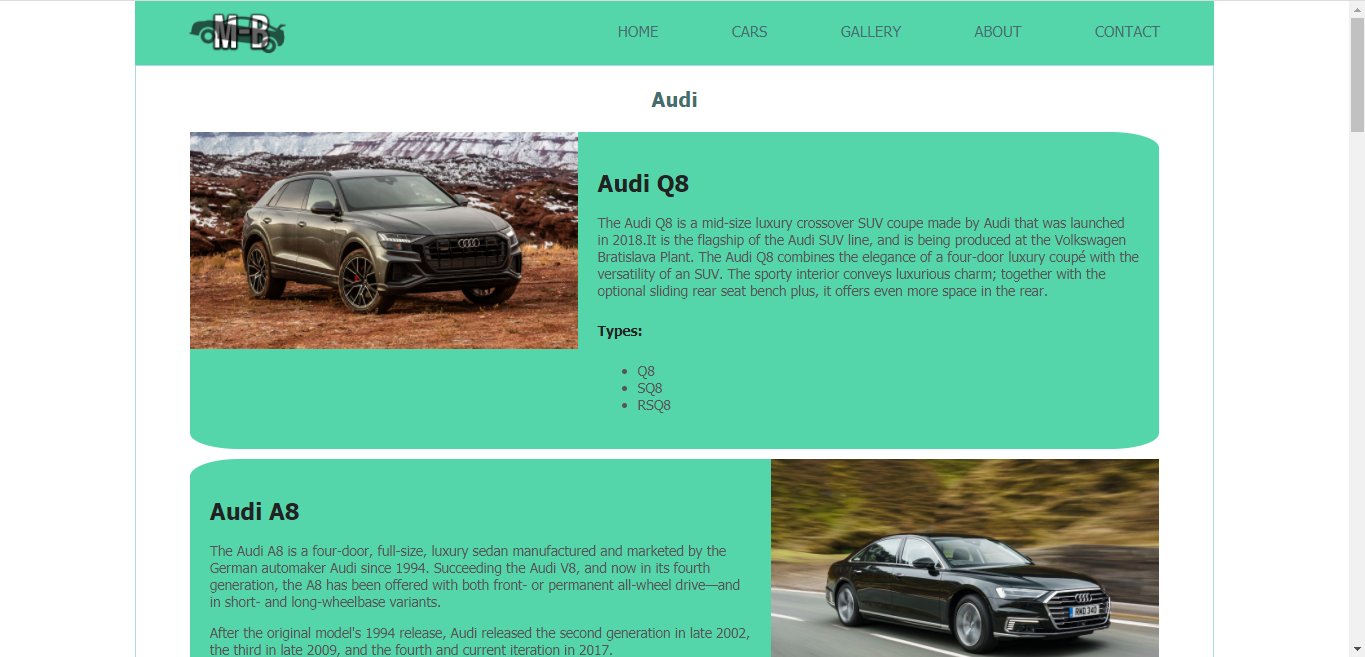 M-B
HOME
CARS
GALLERY
ABOUT
CONTACT
Audi
Audi Q8
The Audi Q8 is a mid-size luxury crossover SUV coupe made by Audi that was launched
in 2018.It is the flagship of the Audi SUV line, and is being produced at the Volkswagen
Bratislava Plant. The Audi Q8 combines the elegance of a four-door luxury coupé with the
versatility of an SUV. The sporty interior conveys luxurious charm; together with the
optional sliding rear seat bench plus, it offers even more space in the rear.
Types:
• Q8
• SQ8
• RSQ8
Audi A8
The Audi A8 is a four-door, full-size, luxury sedan manufactured and marketed by the
German automaker Audi since 1994. Succeeding the Audi V8, and now in its fourth
generation, the A8 has been offered with both front- or permanent all-wheel drive—and
in short- and long-wheelbase variants.
After the original model's 1994 release, Audi released the second generation in late 2002,
the third in late 2009, and the fourth and current iteration in 2017.
RMO 340